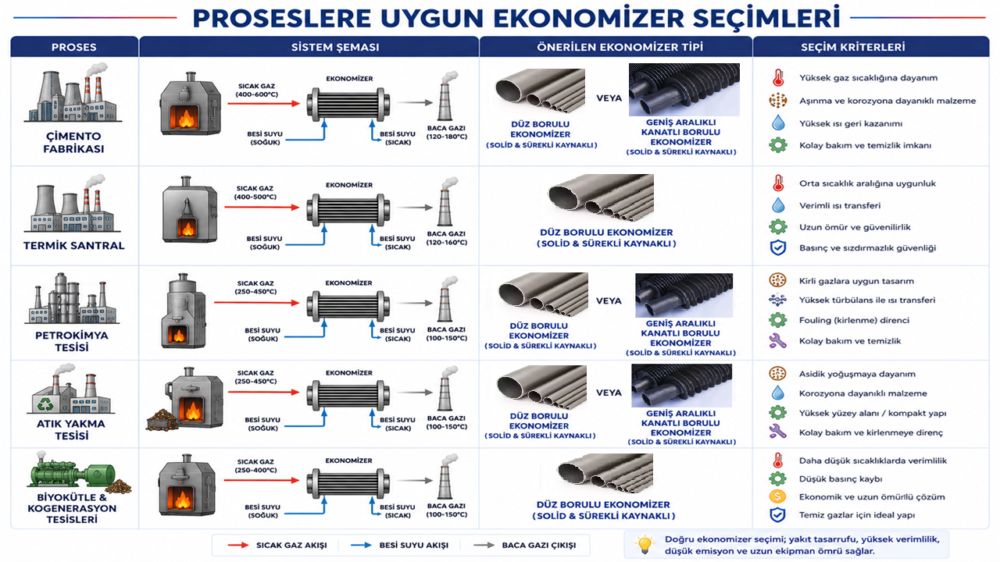 PROSESLERE UYGUN EKONOMİZER SEÇİMLERİ
PROSES
SİSTEM ŞEMASI
ÖNERİLEN EKONOMİZER TİPİ
SEÇİM KRİTERLERİ
ÇİMENTO
FABRİKASI
SICAK GAZ
(400-600°C)
EKONOMİZER
BESİ SUYU
(SOĞUK)
BESİ SUYU
(SICAK)
BACA GAZI
(120-180°C)
DÜZ BORULU
EKONOMİZER
(SOLİD & SÜREKLİ KAYNAKLI)
VEYA
GENİŞ ARALIKLI
KANATLI BORULU
EKONOMİZER
(SOLİD & SÜREKLİ KAYNAKLI)
Yüksek gaz sıcaklığına dayanım
Aşınma ve korozyona dayanıklı malzeme
Yüksek ısı geri kazanımı
Kolay bakım ve temizlik imkanı
TERMİK SANTRAL
SICAK GAZ
(400-500°C)
EKONOMİZER
BESİ SUYU
(SOĞUK)
BESİ SUYU
(SICAK)
BACA GAZI
(120-160°C)
DÜZ BORULU EKONOMİZER
(SOLİD & SÜREKLİ KAYNAKLI)
Orta sıcaklık aralığına uygunluk
Verimli ısı transferi
Uzun ömür ve güvenilirlik
Basınç ve sızdırmazlık güvenliği
PETROKİMYA
TESİSİ
SICAK GAZ
(250-450°C)
EKONOMİZER
BESİ SUYU
(SOĞUK)
BESİ SUYU
(SICAK)
BACA GAZI
(100-150°C)
DÜZ BORULU
EKONOMİZER
(SOLİD & SÜREKLİ KAYNAKLI)
VEYA
GENİŞ ARALIKLI
KANATLI BORULU
EKONOMİZER
(SOLİD & SÜREKLİ KAYNAKLI)
Kirli gazlara uygun tasarım
Yüksek türbülans ile ısı transferi
Fouling (kirlenme) direnci
Kolay bakım ve temizlik
ATIK YAKMA
TESİSİ
SICAK GAZ
(250-450°C)
EKONOMİZER
BESİ SUYU
(SOĞUK)
BESİ SUYU
(SICAK)
BACA GAZI
(100-150°C)
DÜZ BORULU
EKONOMİZER
(SOLİD & SÜREKLİ KAYNAKLI)
VEYA
GENİŞ ARALIKLI
KANATLI BORULU
EKONOMİZER
(SOLİD & SÜREKLİ KAYNAKLI)
Asidik yoğuşmaya dayanım
Korozyona dayanıklı malzeme
Yüksek yüzey alanı / kompakt yapı
Kolay bakım ve kirlenmeye direnç
BİYOKÜTLE &
KOGENERASYON
TESİSLERİ
SICAK GAZ
(250-400°C)
EKONOMİZER
BESİ SUYU
(SOĞUK)
BESİ SUYU
(SICAK)
BACA GAZI
(100-150°C)
DÜZ BORULU EKONOMİZER
(SOLİD & SÜREKLİ KAYNAKLI)
Daha düşük sıcaklıklarda verimlilik
Düşük basınç kaybı
Ekonomik ve uzun ömürlü çözüm
Temiz gazlar için ideal yapı
SICAK GAZ AKIŞI
BESİ SUYU AKIŞI
BACA GAZI ÇIKIŞI
Doğru ekonomizer seçimi; yakıt tasarrufu, yüksek verimlilik,
düşük emisyon ve uzun ekipman ömrü sağlar.